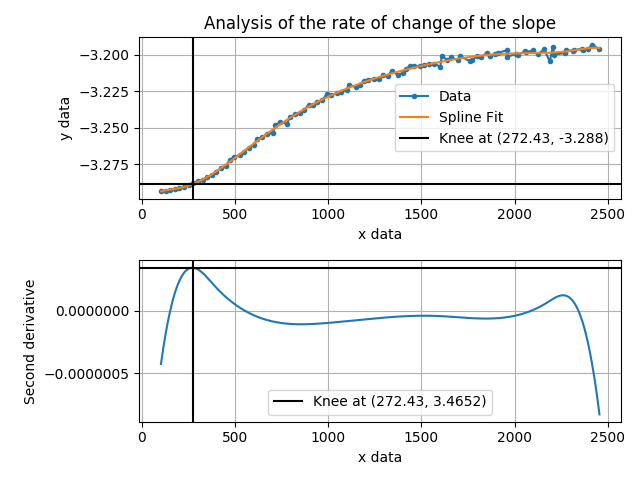 Analysis of the rate of change of the slope
y data
−3.200
−3.225
−3.250
−3.275
Data
Spline Fit
Knee at (272.43, -3.288)
0
500
1000
1500
2000
2500
x data
Second derivative
0.0000000
−0.0000005
Knee at (272.43, 3.4652)
0
500
1000
1500
2000
2500
x data